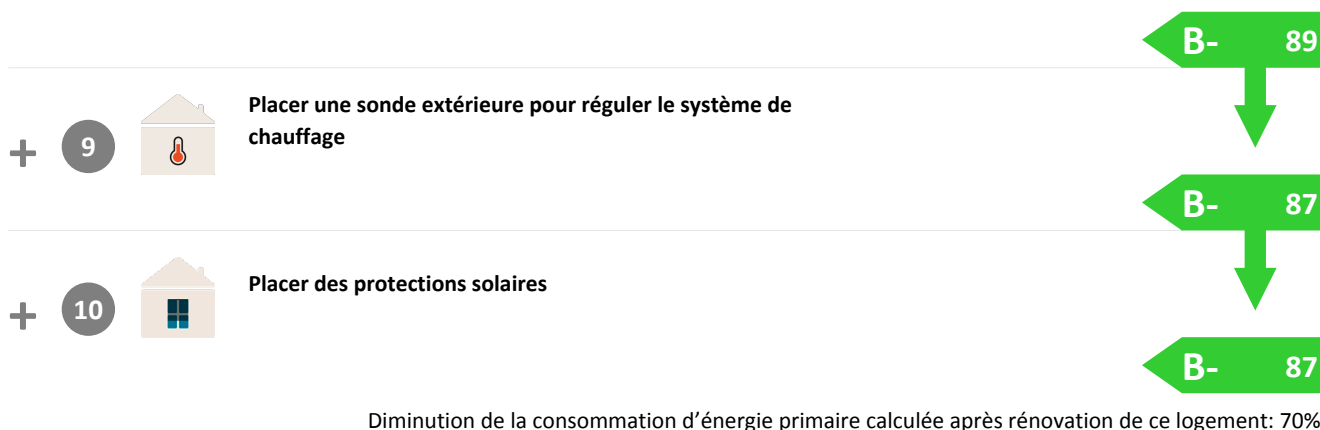 B- 89
+ 9 Placer une sonde extérieure pour réguler le système de
chauffage
B- 87
+ 10 Placer des protections solaires
B- 87
Diminution de la consommation d'énergie primaire calculée après rénovation de ce logement: 70%